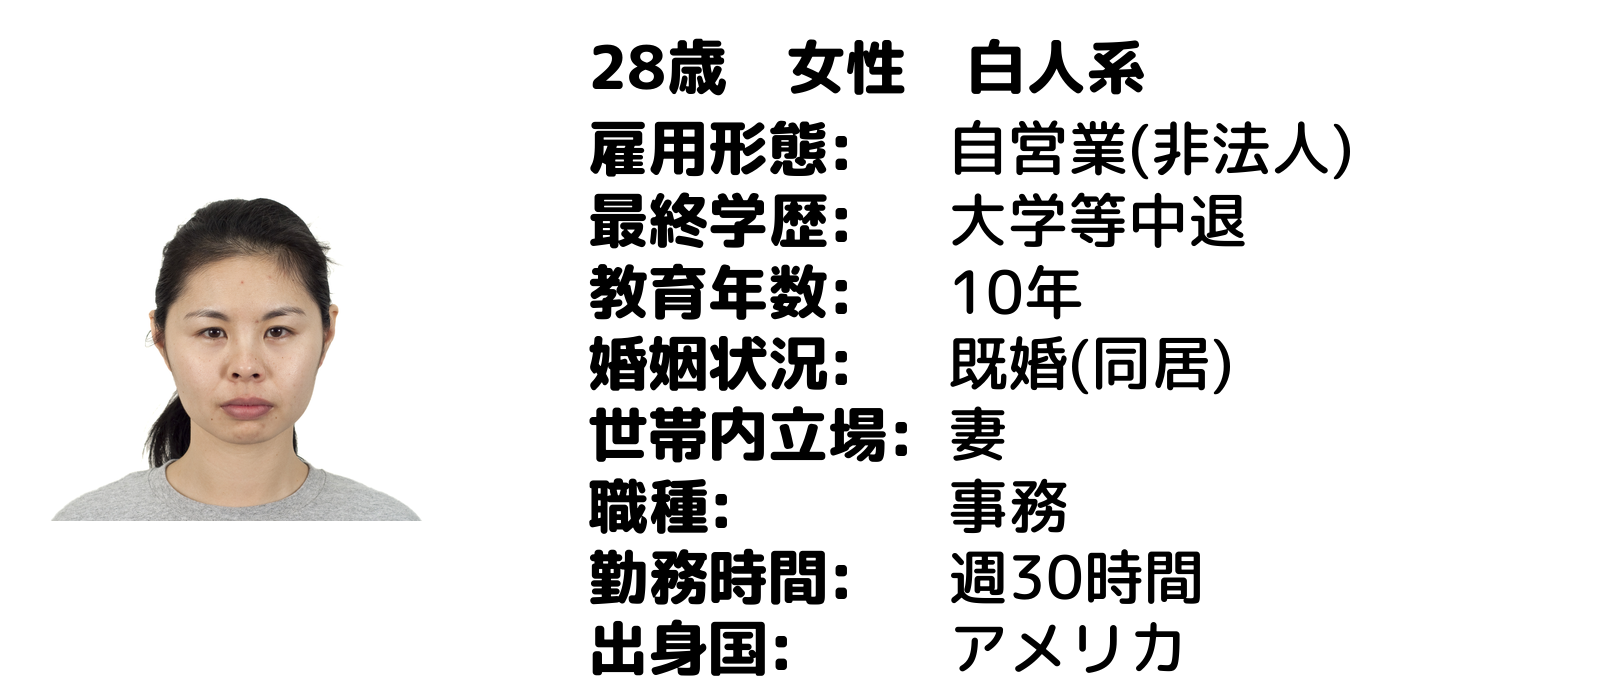 28歳　女性　白人系
雇用形態: 自営業(非法人)
最終学歴: 大学等中退
教育年数: 10年
婚姻状況: 既婚(同居)
世帯内立場: 妻
職種: 事務
勤務時間: 週30時間
出身国: アメリカ